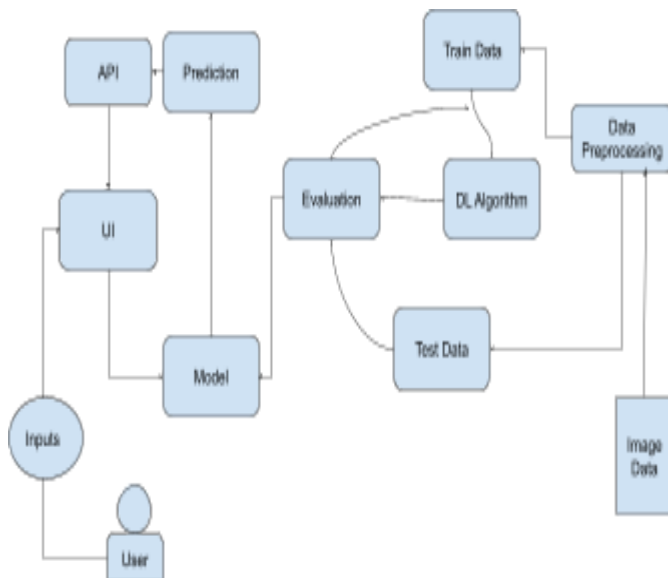 Train Data
API
Prediction
Data
Preprocessing
Evaluation
DL Algorithm
UI
Test Data
Model
Inputs
Image
Data
User